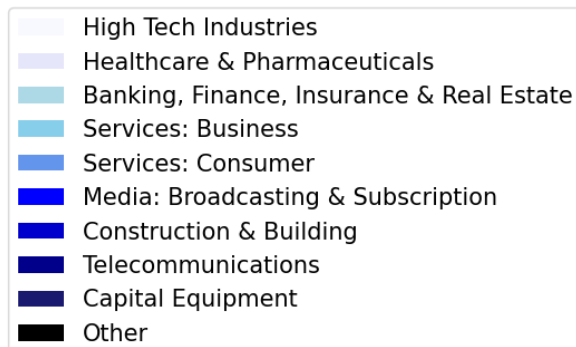 High Tech Industries
Healthcare & Pharmaceuticals
Banking, Finance, Insurance & Real Estate
Services: Business
Services: Consumer
Media: Broadcasting & Subscription
Construction & Building
Telecommunications
Capital Equipment
Other